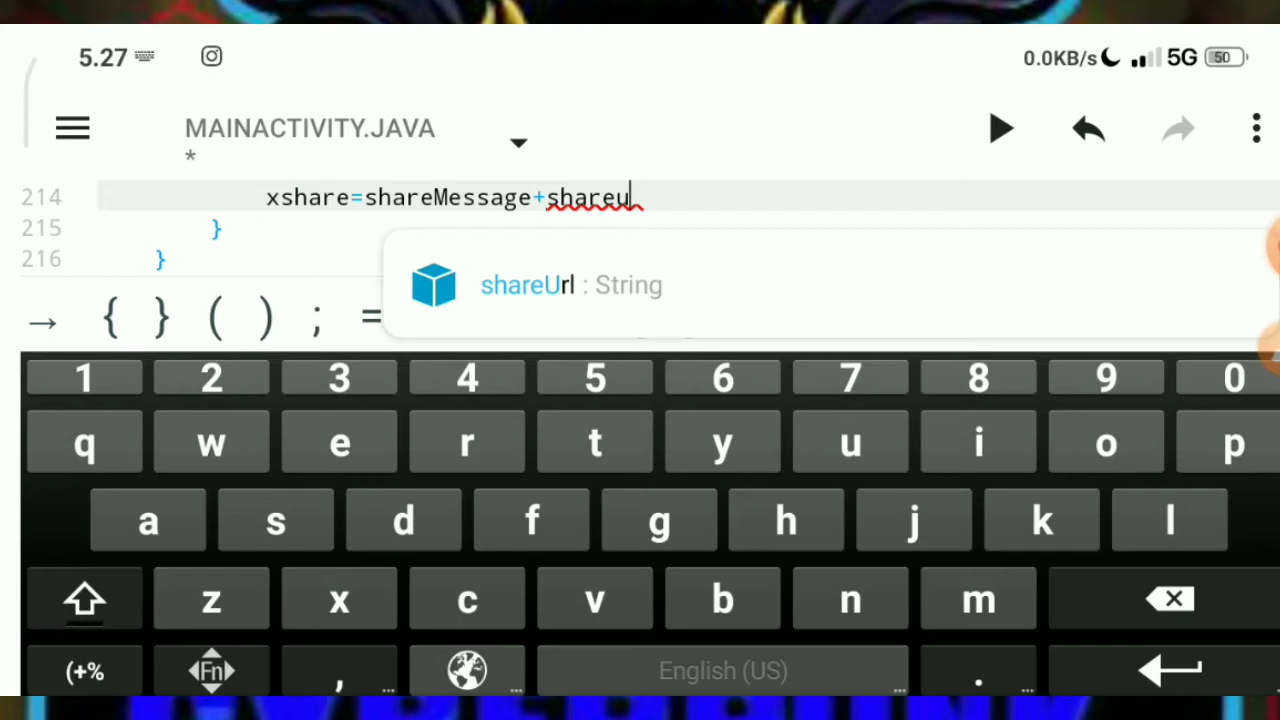 5.27
0.0KB/s 5G 50
MAINACTIVITY.JAVA
*
214 xshare=shareMessage+shareu
215 }
216 }
shareUrl : String
→ { } ( ) ; =
1 2 3 4 5 6 7 8 9 0
q w e r t y u i o p
a s d f g h j k l
z x c v b n m
(+% Fn , ... ... English (US) ... . ...